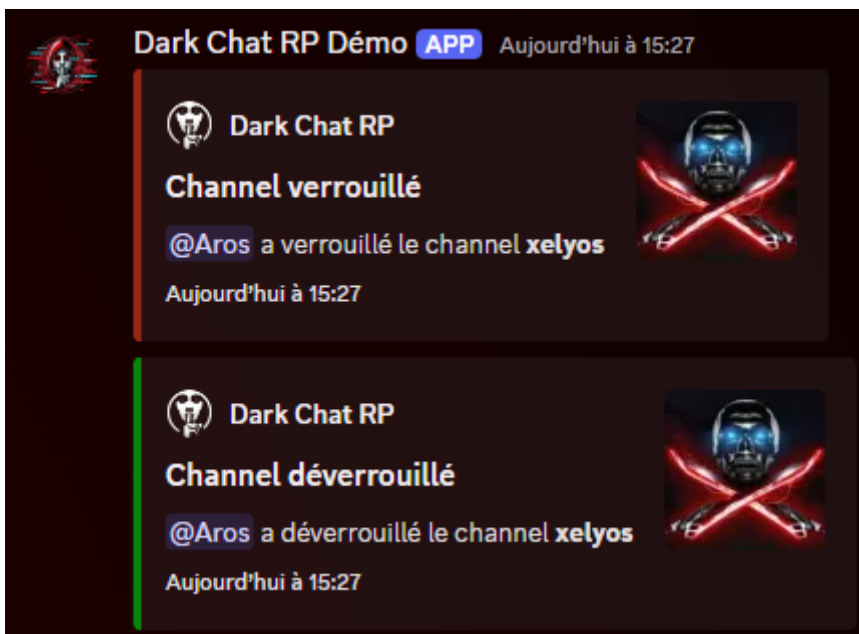 Dark Chat RP Démo APP Aujourd'hui à 15:27
Dark Chat RP
Channel verrouillé
@Aros a verrouillé le channel xelyos
Aujourd'hui à 15:27
Dark Chat RP
Channel déverrouillé
@Aros a déverrouillé le channel xelyos
Aujourd'hui à 15:27